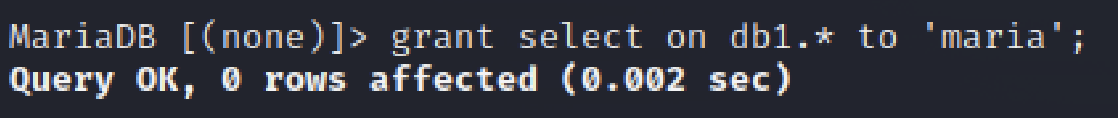 MariaDB [(none)]> grant select on db1.* to 'maria';
Query OK, 0 rows affected (0.002 sec)